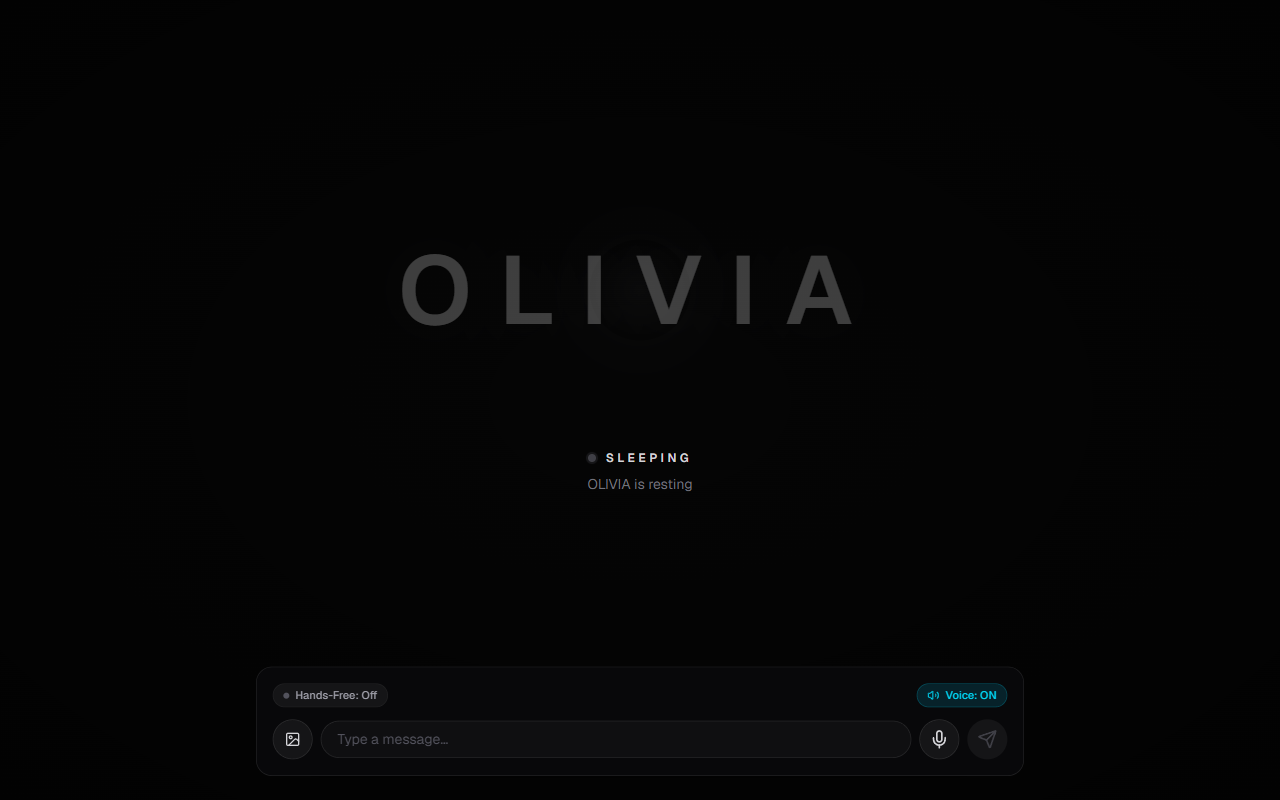 OLIVIA
SLEEPING
OLIVIA is resting
Hands-Free: Off
Voice: ON
Type a message...